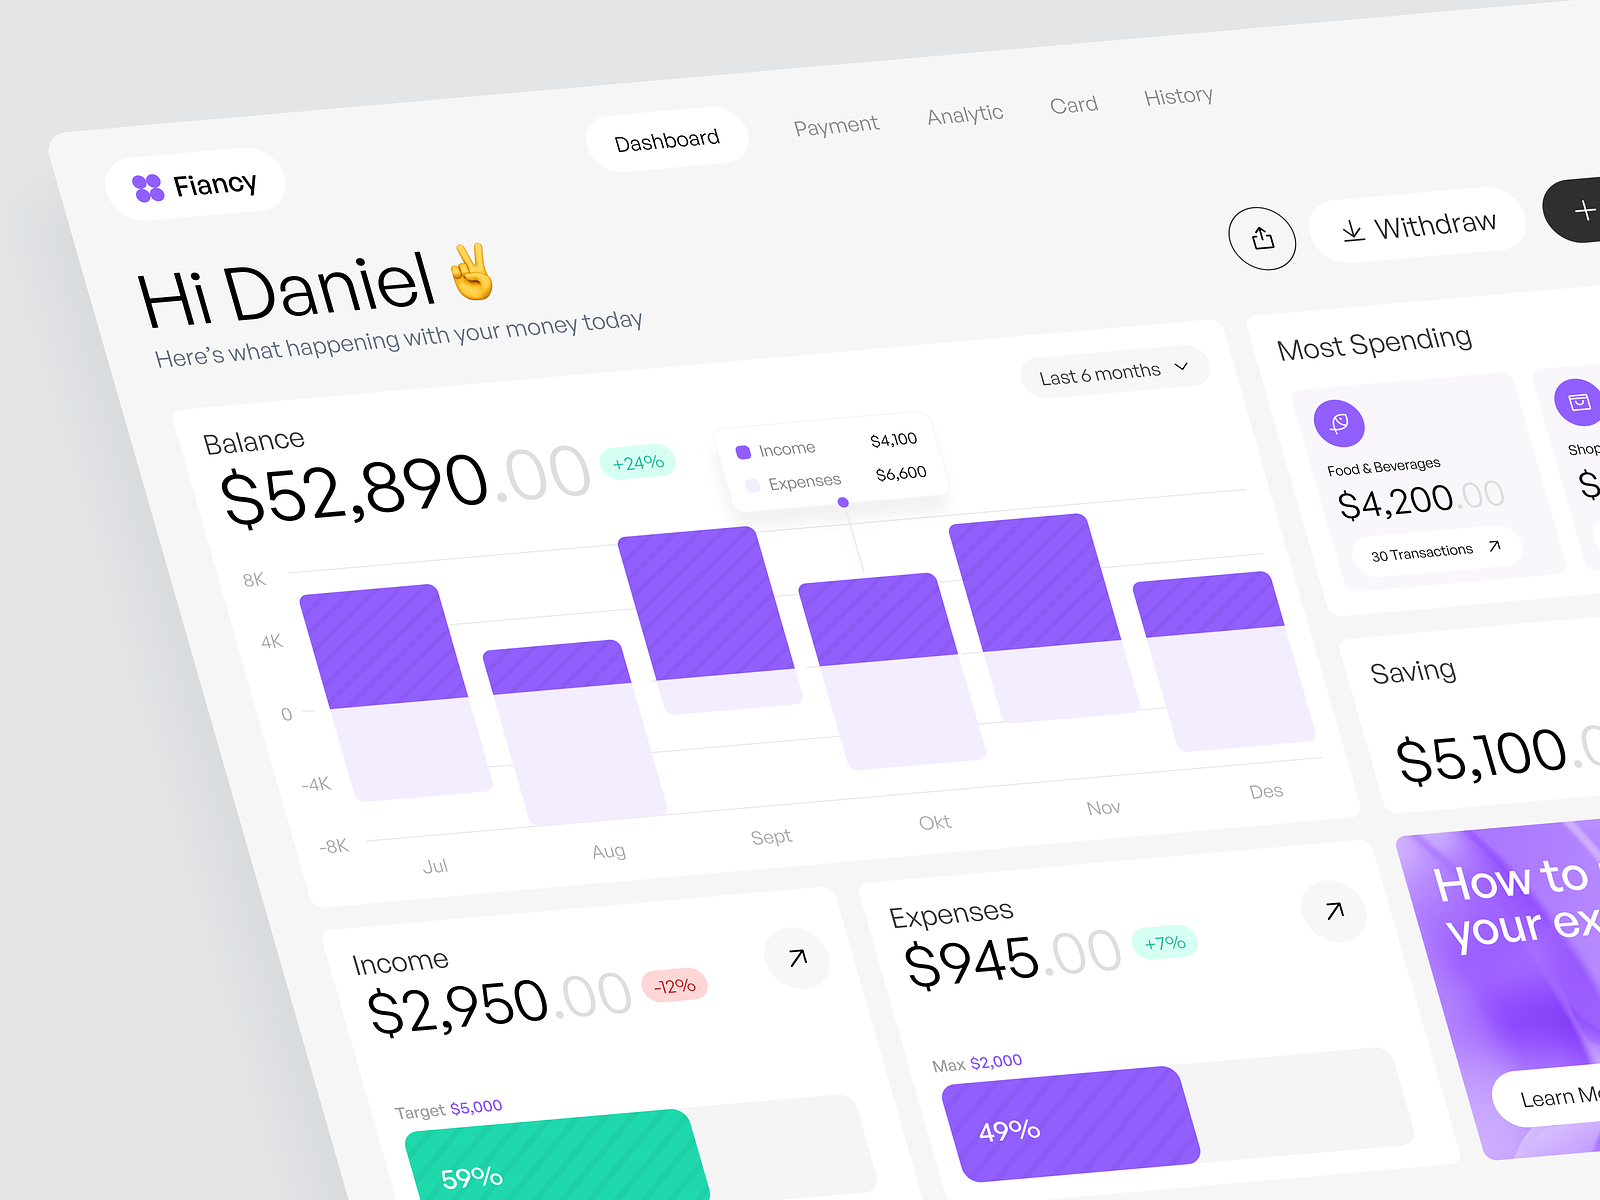 Fiancy
Dashboard
Payment
Analytic
Card
History
Hi Daniel ✌️
Here's what happening with your money today
Withdraw
Balance
$52,890.00
+24%
Last 6 months
Income $4,100
Expenses $6,600
8K
4K
0
-4K
-8K
Jul
Aug
Sept
Okt
Nov
Des
Most Spending
Food & Beverages
$4,200.00
30 Transactions
Shop
$
Saving
$5,100.0
Income
$2,950.00
-12%
Target $5,000
59%
Expenses
$945.00
+7%
Max $2,000
49%
How to
your ex
Learn Mo